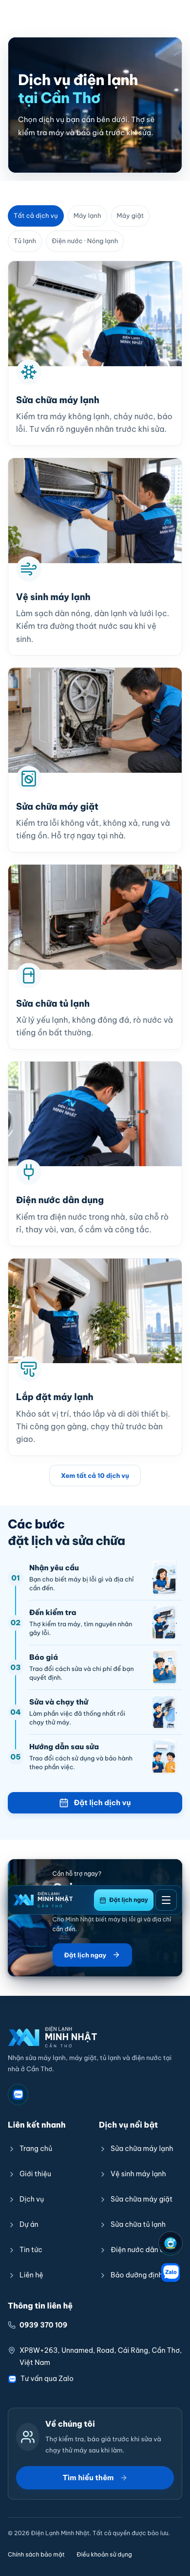 Dịch vụ điện lạnh
tại Cần Thơ
Chọn dịch vụ bạn cần bên dưới. Thợ sẽ
kiểm tra máy và báo giá trước khi sửa.
Tất cả dịch vụ
Máy lạnh
Máy giặt
Tủ lạnh
Điện nước · Nóng lạnh
Sửa chữa máy lạnh
Kiểm tra máy không lạnh, chảy nước, báo
lỗi. Tư vấn rõ nguyên nhân trước khi sửa.
Vệ sinh máy lạnh
Làm sạch dàn nóng, dàn lạnh và lưới lọc.
Kiểm tra đường thoát nước sau khi vệ
sinh.
Sửa chữa máy giặt
Kiểm tra lỗi không vắt, không xả, rung và
tiếng ồn. Hỗ trợ ngay tại nhà.
Sửa chữa tủ lạnh
Xử lý yếu lạnh, không đông đá, rò nước và
tiếng ồn bất thường.
Điện nước dân dụng
Kiểm tra điện nước trong nhà, sửa chỗ rò
rỉ, thay vòi, van, ổ cắm và công tắc.
Lắp đặt máy lạnh
Khảo sát vị trí, tháo lắp và di dời thiết bị.
Thi công gọn gàng, chạy thử trước bàn
giao.
Xem tất cả 10 dịch vụ
Các bước
đặt lịch và sửa chữa
01
Nhận yêu cầu
Bạn cho biết máy bị lỗi gì và địa chỉ
cần đến.
02
Đến kiểm tra
Thợ kiểm tra máy, tìm nguyên nhân
gây lỗi.
03
Báo giá
Trao đổi cách sửa và chi phí để bạn
quyết định.
04
Sửa và chạy thử
Làm phần việc đã thống nhất rồi
chạy thử máy.
05
Hướng dẫn sau sửa
Trao đổi cách sử dụng và bảo hành
theo phần việc.
Đặt lịch dịch vụ
Cần hỗ trợ ngay?
ĐIỆN LẠNH
MINH NHẬT
CẦN THƠ
Đặt lịch ngay
Cho Minh Nhật biết máy bị lỗi gì và địa chỉ
cần đến.
Đặt lịch ngay
ĐIỆN LẠNH
MINH NHẬT
CẦN THƠ
Nhận sửa máy lạnh, máy giặt, tủ lạnh và điện nước tại
nhà ở Cần Thơ.
Liên kết nhanh
Trang chủ
Giới thiệu
Dịch vụ
Dự án
Tin tức
Liên hệ
Dịch vụ nổi bật
Sửa chữa máy lạnh
Vệ sinh máy lạnh
Sửa chữa máy giặt
Sửa chữa tủ lạnh
Điện nước dân
Bảo dưỡng định
Zalo
Thông tin liên hệ
0939 370 109
XP8W+263, Unnamed, Road, Cái Răng, Cần Thơ,
Việt Nam
Tư vấn qua Zalo
Về chúng tôi
Thợ kiểm tra, báo giá trước khi sửa và
chạy thử máy sau khi làm.
Tìm hiểu thêm
© 2026 Điện Lạnh Minh Nhật. Tất cả quyền được bảo lưu.
Chính sách bảo mật
Điều khoản sử dụng